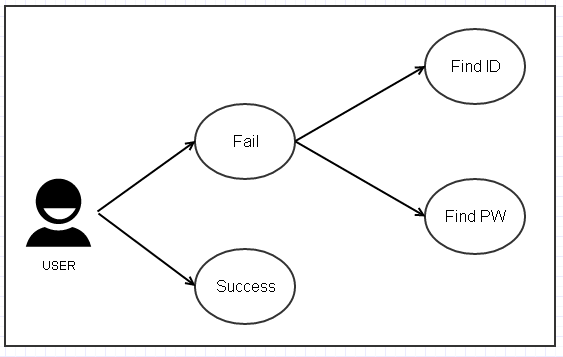 Find ID
Fail
Find PW
USER
Success